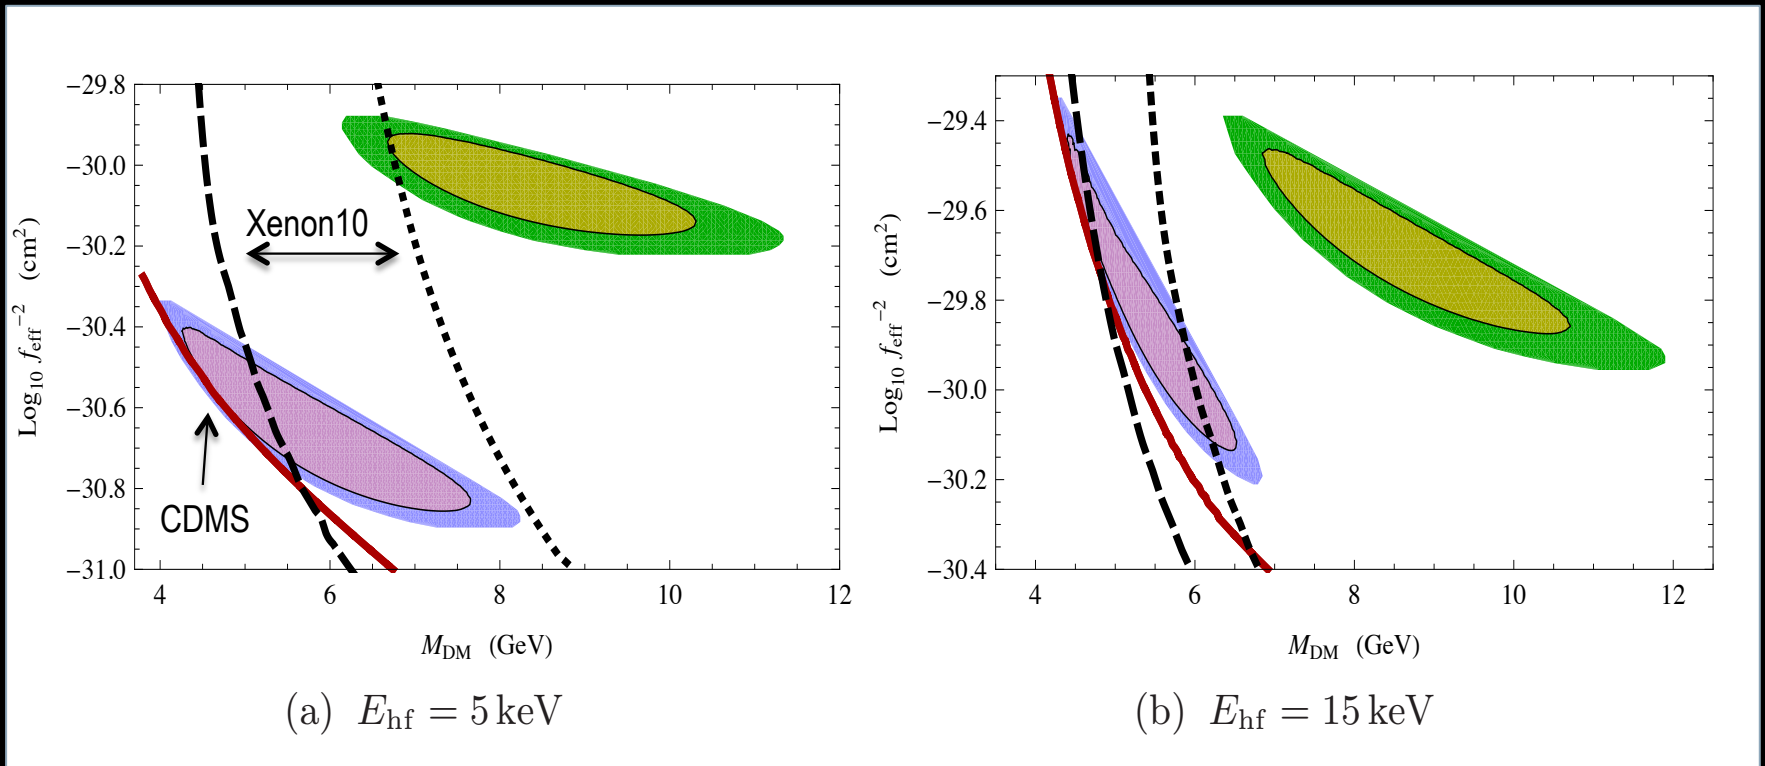 −29.8
−30.0
−30.2
−30.4
−30.6
−30.8
−31.0
Log₁₀ f_eff⁻² (cm²)
Xenon10
CDMS
4 6 8 10 12
M_DM (GeV)
(a) E_hf = 5 keV
−29.4
−29.6
−29.8
−30.0
−30.2
−30.4
Log₁₀ f_eff⁻² (cm²)
4 6 8 10 12
M_DM (GeV)
(b) E_hf = 15 keV